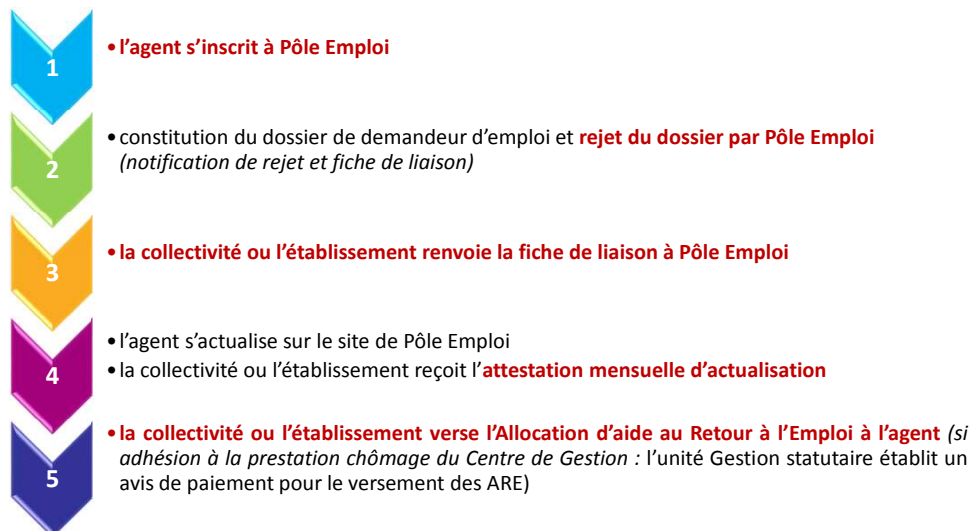 1
•l'agent s'inscrit à Pôle Emploi
2
•constitution du dossier de demandeur d'emploi et rejet du dossier par Pôle Emploi
(notification de rejet et fiche de liaison)
3
•la collectivité ou l'établissement renvoie la fiche de liaison à Pôle Emploi
4
•l'agent s'actualise sur le site de Pôle Emploi
•la collectivité ou l'établissement reçoit l'attestation mensuelle d'actualisation
5
•la collectivité ou l'établissement verse l'Allocation d'aide au Retour à l'Emploi à l'agent (si
adhésion à la prestation chômage du Centre de Gestion : l'unité Gestion statutaire établit un
avis de paiement pour le versement des ARE)